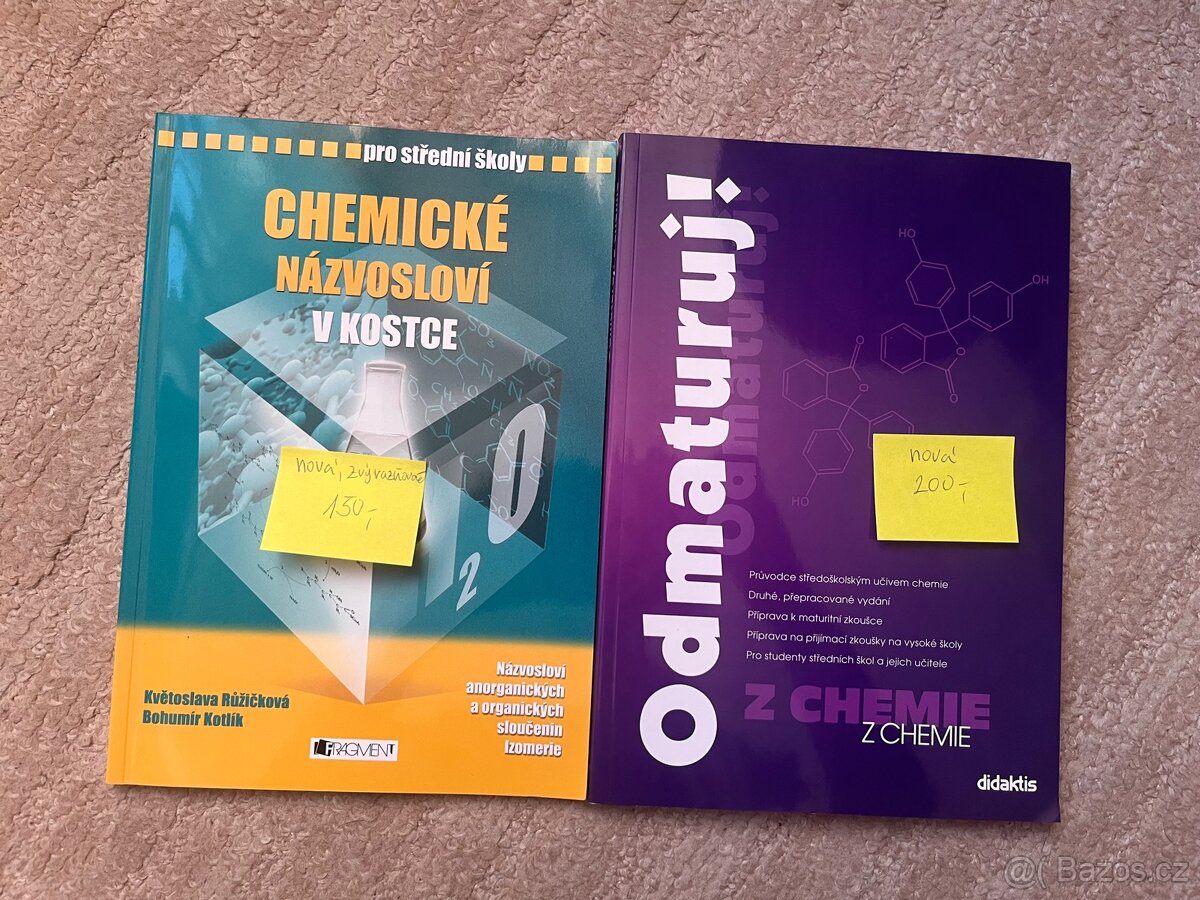 pro střední školy
CHEMICKÉ
NÁZVOSLOVÍ
V KOSTCE
nová, zvýrazňovač
150,-
2
Názvosloví
anorganických
a organických
sloučenin
Izomerie
Květoslava Růžičková
Bohumír Kotlík
FRAGMENT
Odmaturuj!
Odmaturuj!
HO
OH
O
O
O
O
HO
nová
200,-
Průvodce středoškolským učivem chemie
Druhé, přepracované vydání
Příprava k maturitní zkoušce
Příprava na přijímací zkoušky na vysoké školy
Pro studenty středních škol a jejich učitele
Z CHEMIE
Z CHEMIE
didaktis
@( Bazos.cz